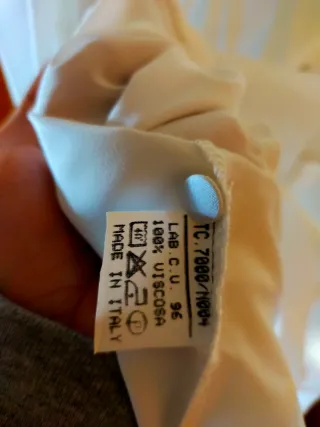 TC.7000/N004
LAB C.U. 96
100% VISCOSA
MADE IN ITALY